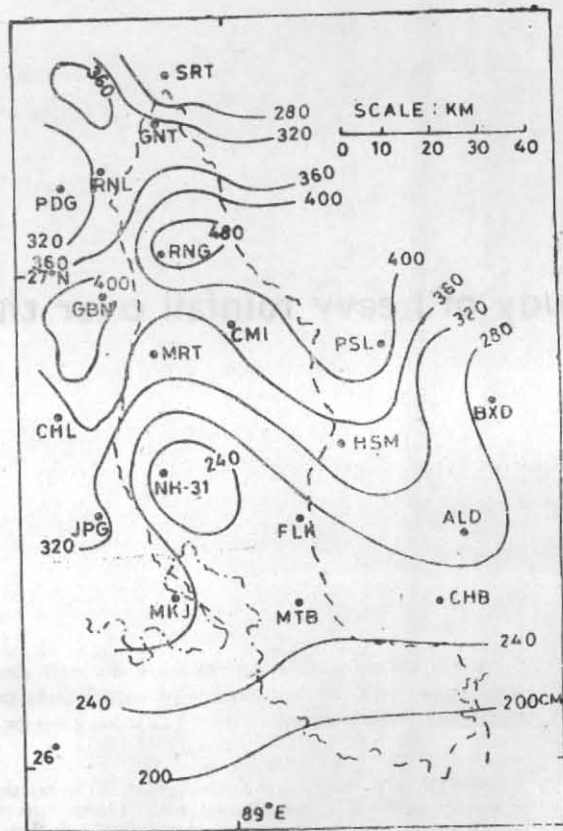 360
SRT
280
SCALE : KM
GNT
320
0 10 20 30 40
RNL
360
PDG
400
480
320
RNG
400
360
27°N
400
360
GBN
320
280
CMI
PSL
MRT
BXD
CHL
HSM
240
NH-31
JPG
FLK
ALD
320
MKJ
MTB
CHB
240
240
200CM
26°
200
89°E